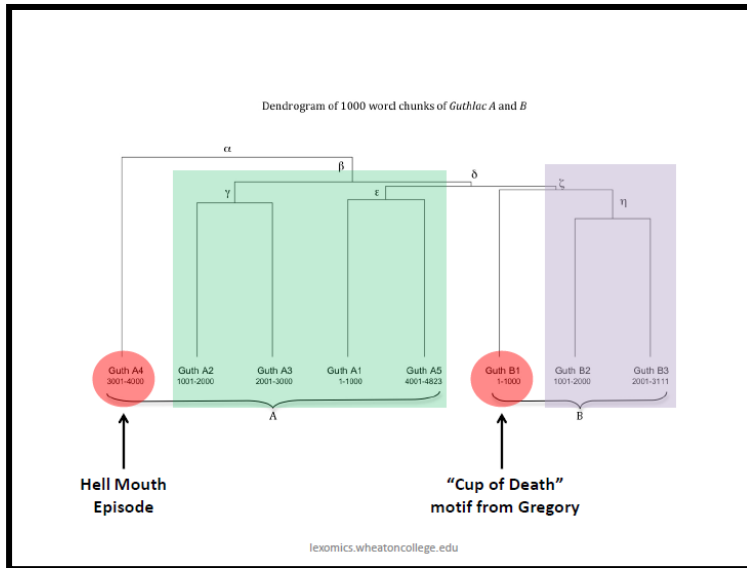 Dendrogram of 1000 word chunks of Guthlac A and B
α
β
δ
ζ
γ
ε
η
Guth A4
3001-4000
Guth A2
1001-2000
Guth A3
2001-3000
Guth A1
1-1000
Guth A5
4001-4823
Guth B1
1-1000
Guth B2
1001-2000
Guth B3
2001-3111
A
B
Hell Mouth
Episode
“Cup of Death”
motif from Gregory
lexomics.wheatoncollege.edu